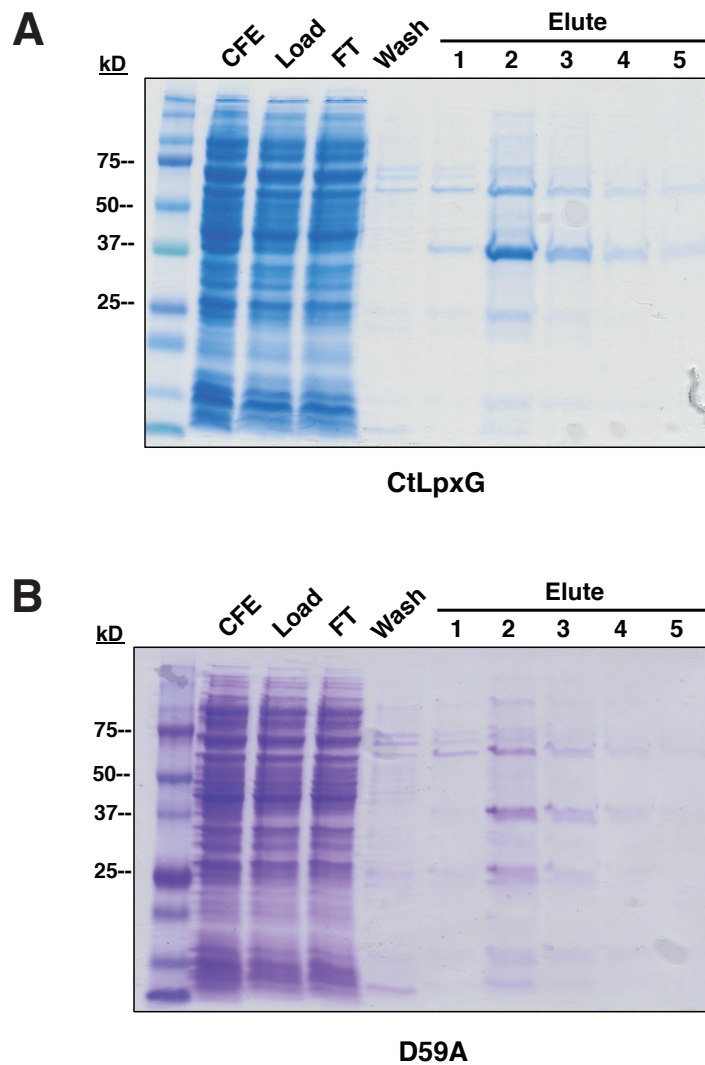 A
CFE Load FT Wash Elute
kD 1 2 3 4 5
75--
50--
37--
25--
CtLpxG
B
CFE Load FT Wash Elute
kD 1 2 3 4 5
75--
50--
37--
25--
D59A